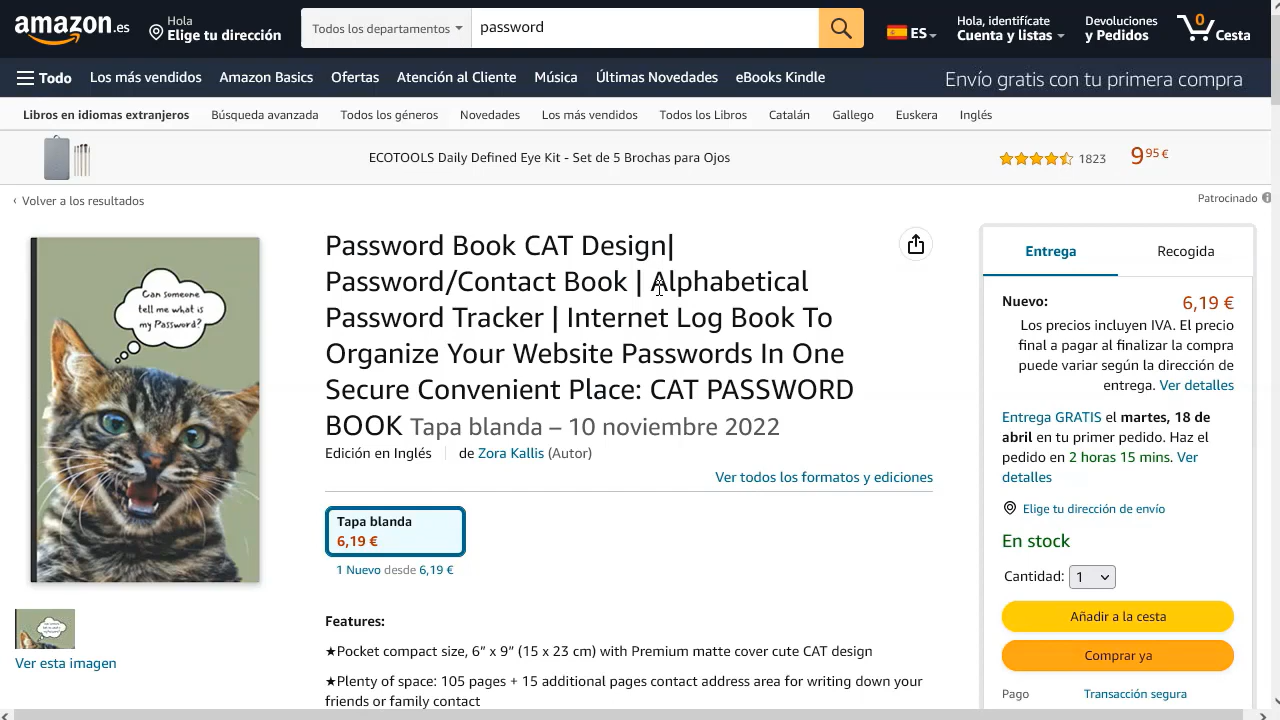 amazon.es
Hola
Elige tu dirección
Todos los departamentos
password
ES
Hola, identifícate
Cuenta y listas
Devoluciones
y Pedidos
0
Cesta
Todo
Los más vendidos
Amazon Basics
Ofertas
Atención al Cliente
Música
Últimas Novedades
eBooks Kindle
Envío gratis con tu primera compra
Libros en idiomas extranjeros
Búsqueda avanzada
Todos los géneros
Novedades
Los más vendidos
Todos los Libros
Catalán
Gallego
Euskera
Inglés
ECOTOOLS Daily Defined Eye Kit - Set de 5 Brochas para Ojos
1823
9 95 €
‹ Volver a los resultados
Patrocinado
Can someone
tell me what is
my Password?
Ver esta imagen
Password Book CAT Design|
Password/Contact Book | Alphabetical
Password Tracker | Internet Log Book To
Organize Your Website Passwords In One
Secure Convenient Place: CAT PASSWORD
BOOK Tapa blanda – 10 noviembre 2022
Edición en Inglés
de Zora Kallis (Autor)
Ver todos los formatos y ediciones
Tapa blanda
6,19 €
1 Nuevo desde 6,19 €
Features:
★Pocket compact size, 6” x 9” (15 x 23 cm) with Premium matte cover cute CAT design
★Plenty of space: 105 pages + 15 additional pages contact address area for writing down your
friends or family contact
Entrega
Recogida
Nuevo:
6,19 €
Los precios incluyen IVA. El precio
final a pagar al finalizar la compra
puede variar según la dirección de
entrega. Ver detalles
Entrega GRATIS el martes, 18 de
abril en tu primer pedido. Haz el
pedido en 2 horas 15 mins. Ver
detalles
Elige tu dirección de envío
En stock
Cantidad: 1
Añadir a la cesta
Comprar ya
Pago
Transacción segura